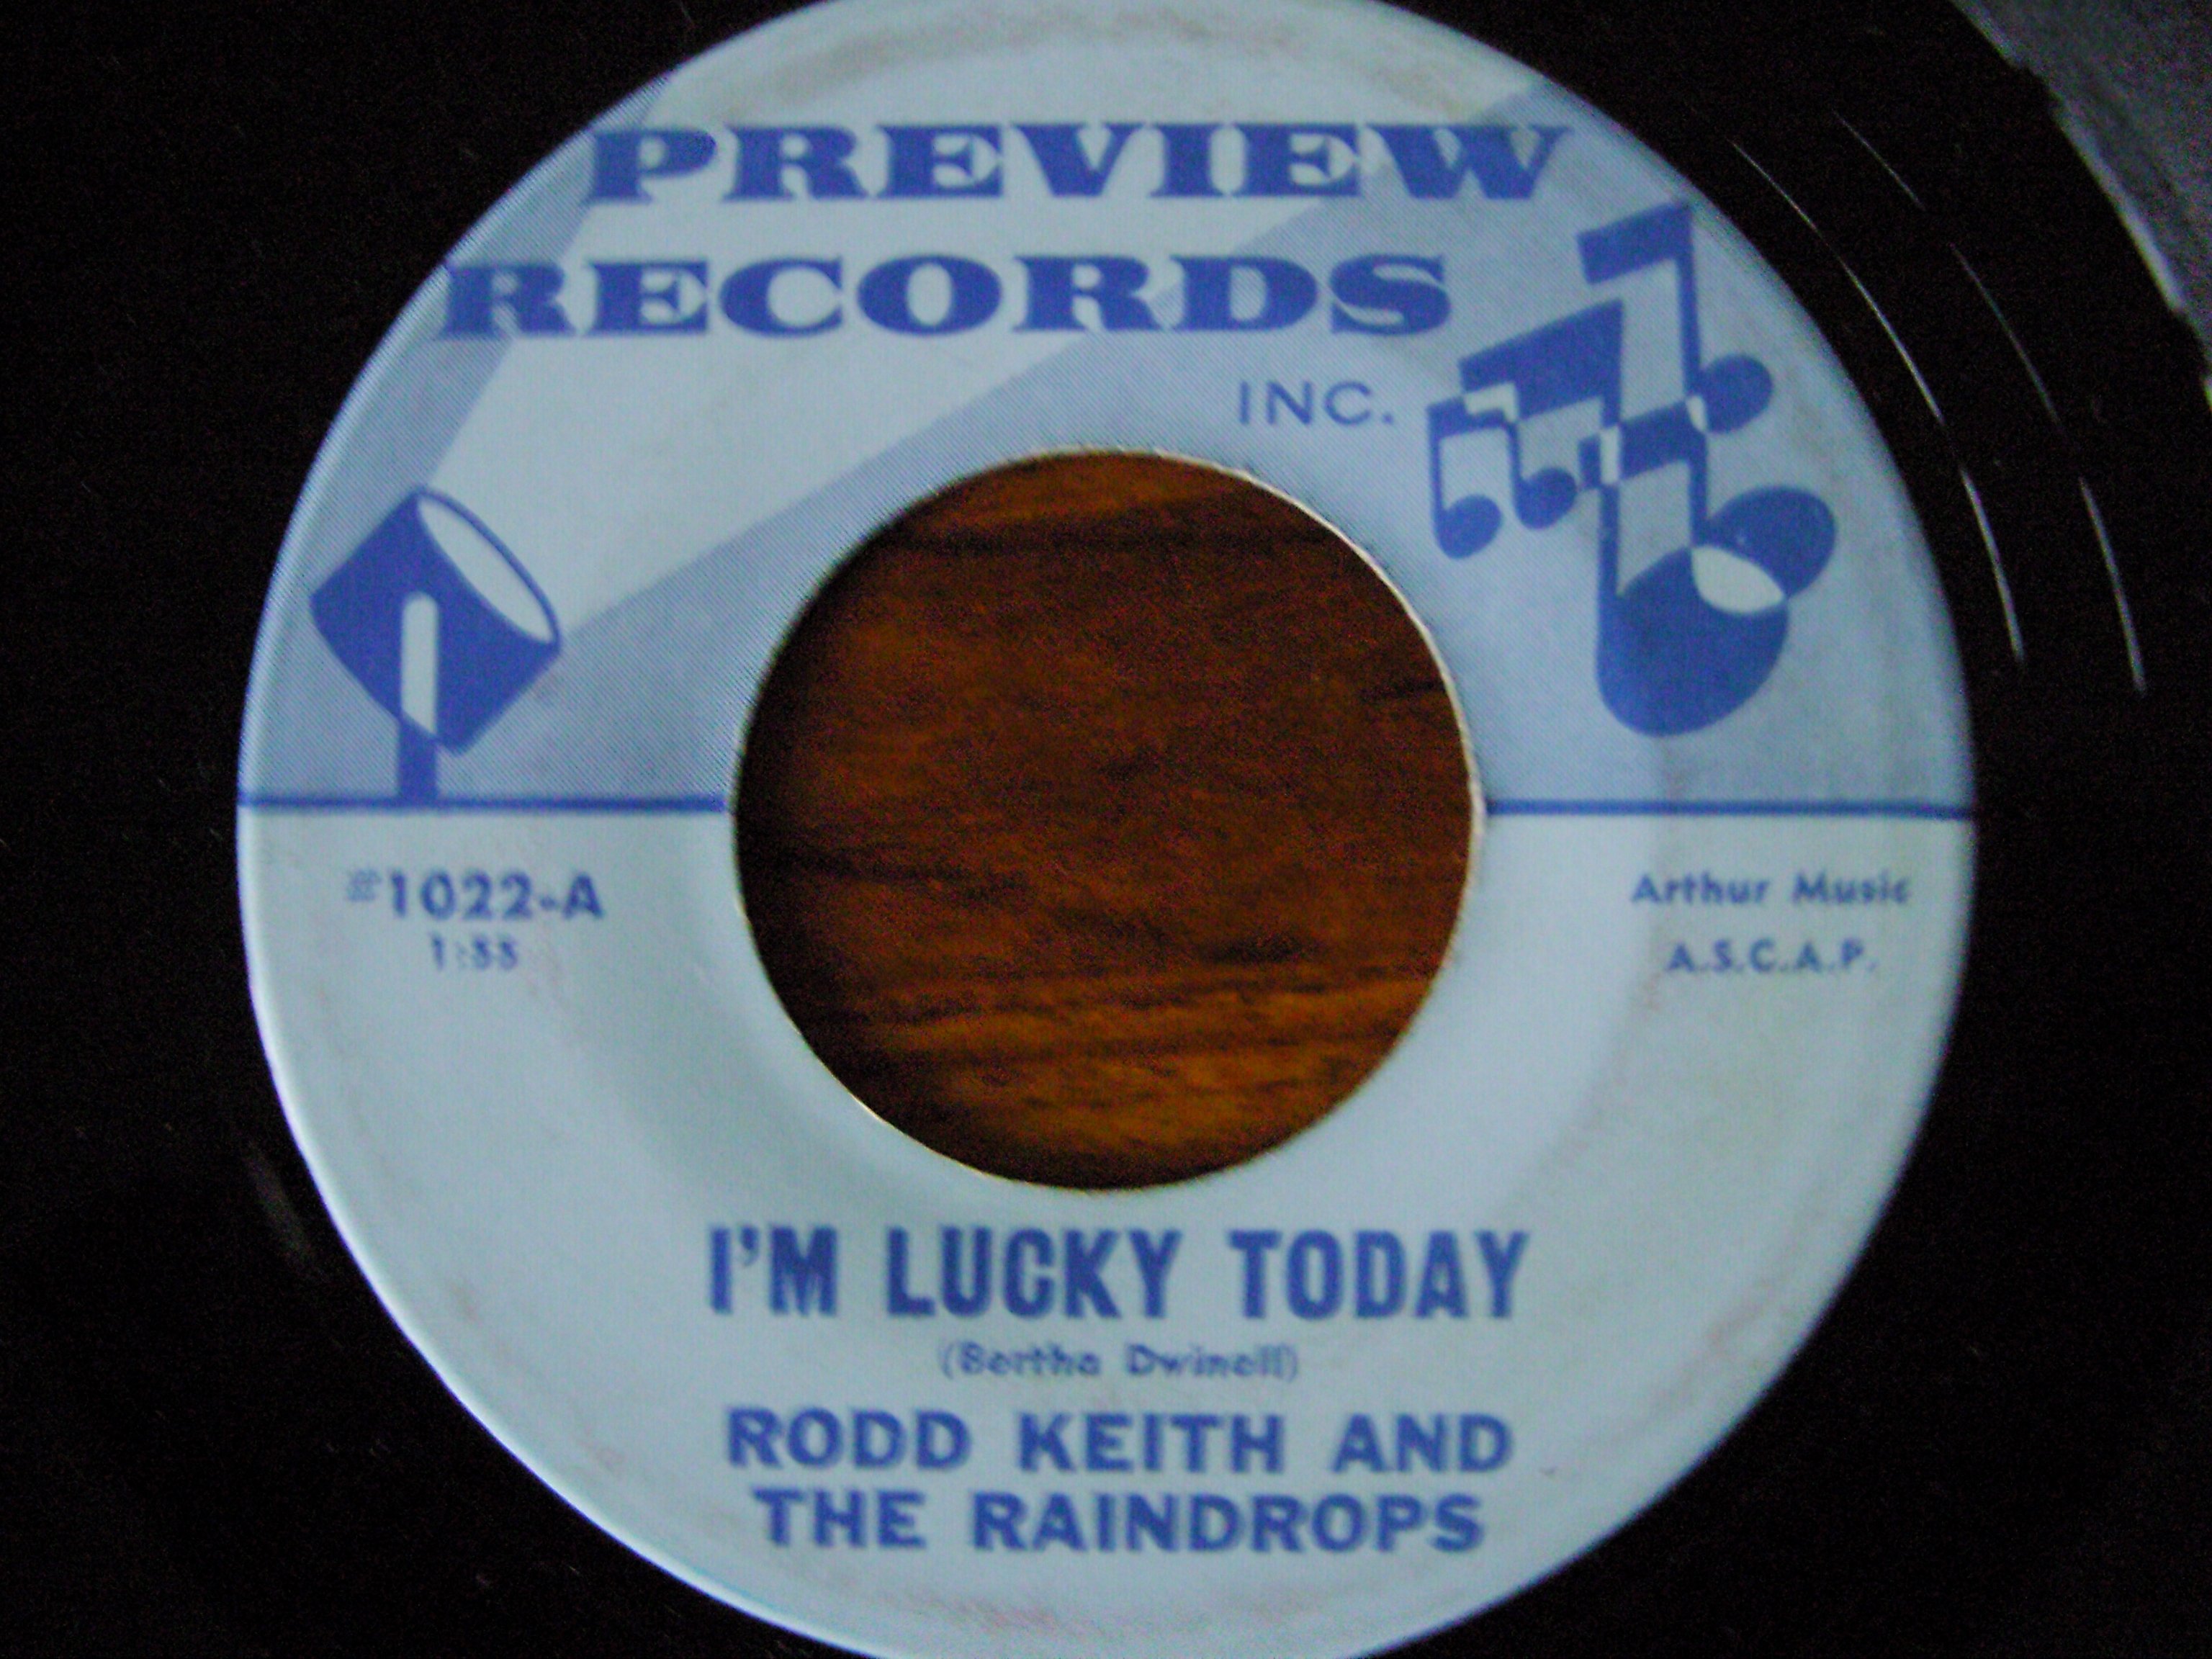 PREVIEW
RECORDS
INC.
#1022-A
1:55
Arthur Music
A.S.C.A.P.
I'M LUCKY TODAY
(Bertha Dwinell)
RODD KEITH AND
THE RAINDROPS